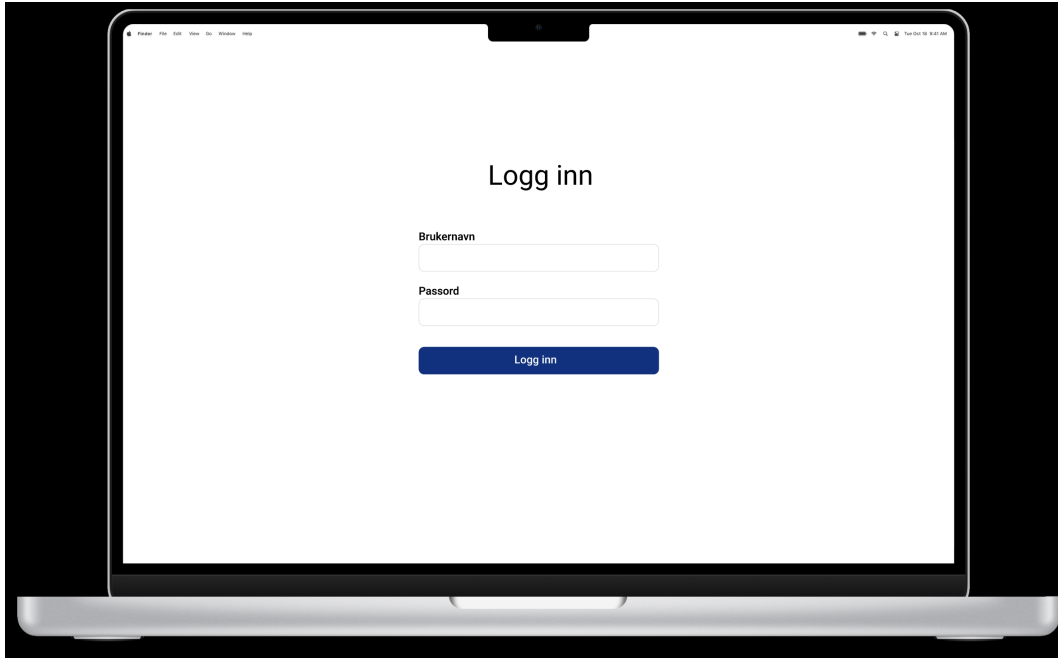 Finder File Edit View Go Window Help
Tue Oct 18 9:41 AM
Logg inn
Brukernavn
Passord
Logg inn